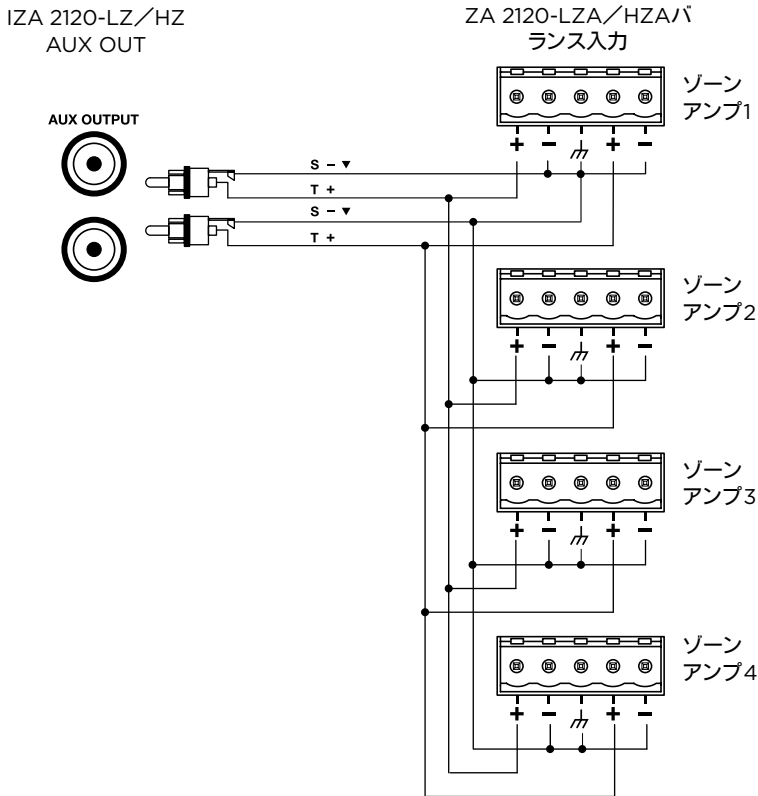 IZA 2120-LZ／HZ
AUX OUT
ZA 2120-LZA／HZAバ
ランス入力
AUX OUTPUT
S － ▼
T ＋
S － ▼
T ＋
ゾーン
アンプ1
+ − + −
ゾーン
アンプ2
+ − + −
ゾーン
アンプ3
+ − + −
ゾーン
アンプ4
+ − + −